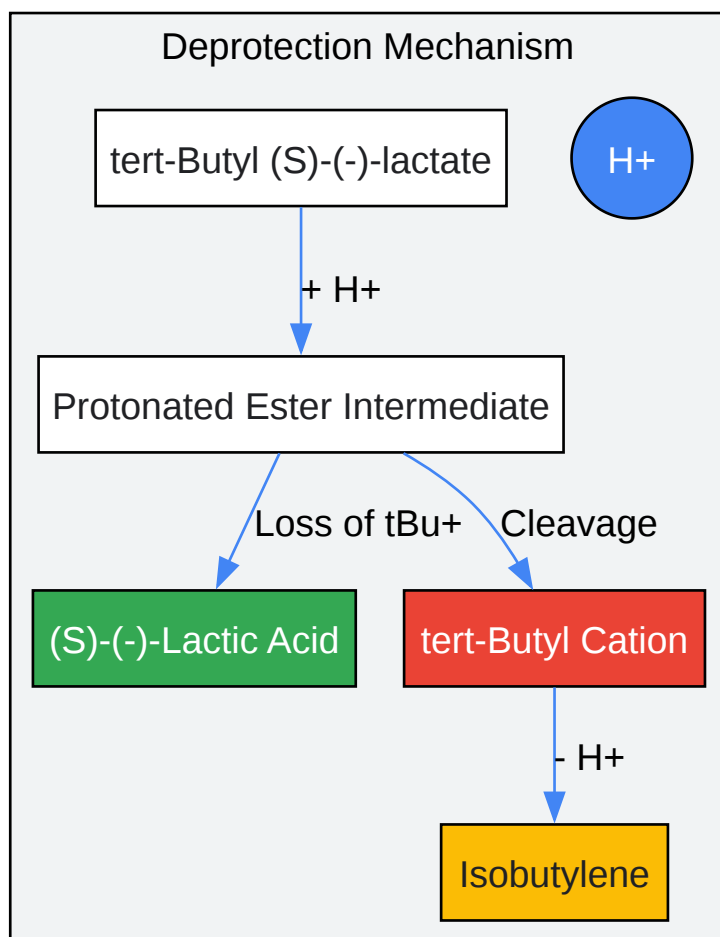 Deprotection Mechanism
tert-Butyl (S)-(-)-lactate
H+
+ H+
Protonated Ester Intermediate
Loss of tBu+
Cleavage
(S)-(-)-Lactic Acid
tert-Butyl Cation
- H+
Isobutylene